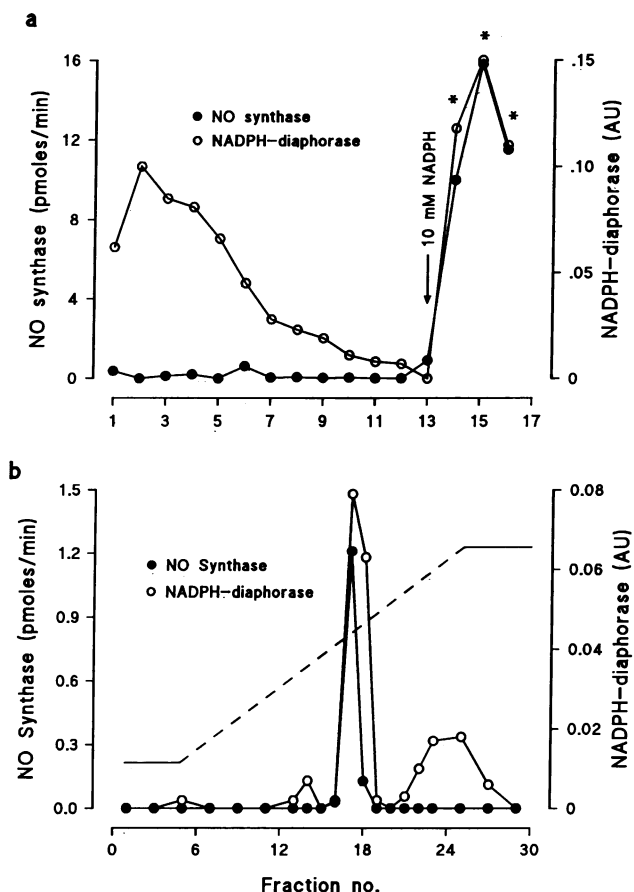 a
16
12
8
4
0
NO synthase (pmoles/min)
NO synthase
NADPH-diaphorase
10 mM NADPH
*
*
*
.15
.10
.05
0
NADPH-diaphorase (AU)
1 3 5 7 9 11 13 15 17
b
1.5
1.2
0.9
0.6
0.3
0.0
NO Synthase (pmoles/min)
NO Synthase
NADPH-diaphorase
0.08
0.06
0.04
0.02
0
NADPH-diaphorase (AU)
0 6 12 18 24 30
Fraction no.